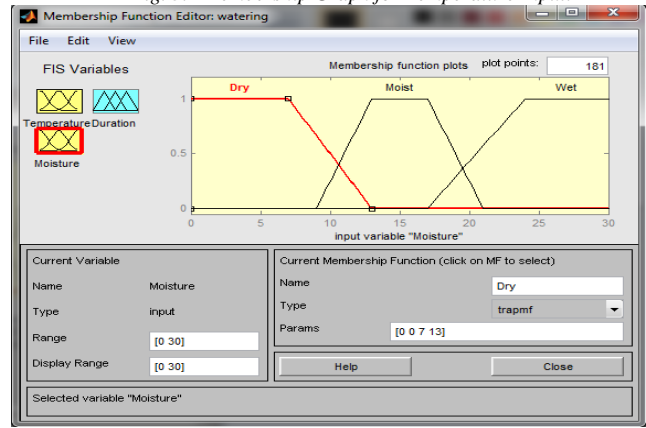 Membership Function Editor: watering
File Edit View
FIS Variables
Membership function plots plot points: 181
Dry Moist Wet
1
0.5
0
0 5 10 15 20 25 30
input variable "Moisture"
Temperature Duration
Moisture
Current Variable
Name Moisture
Type input
Range [0 30]
Display Range [0 30]
Current Membership Function (click on MF to select)
Name Dry
Type trapmf
Params [0 0 7 13]
Help Close
Selected variable "Moisture"